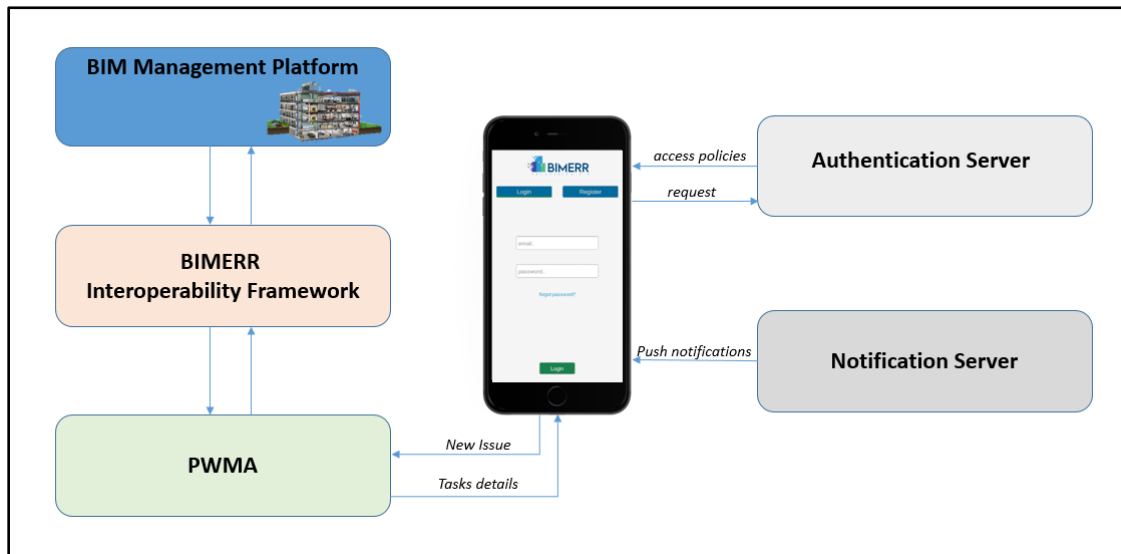 BIM Management Platform
BIMERR
Interoperability Framework
PWMA
BIMERR
Login
Register
email..
password..
forgot password?
Login
access policies
request
Push notifications
New Issue
Tasks details
Authentication Server
Notification Server